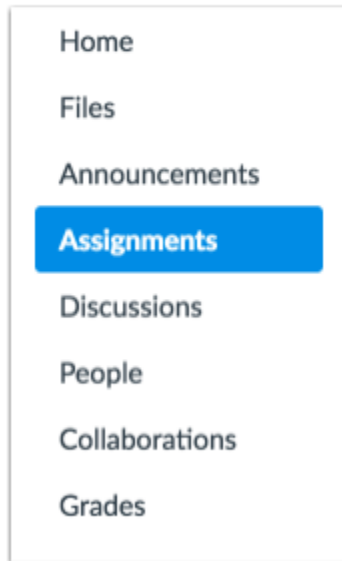 Home
Files
Announcements
Assignments
Discussions
People
Collaborations
Grades